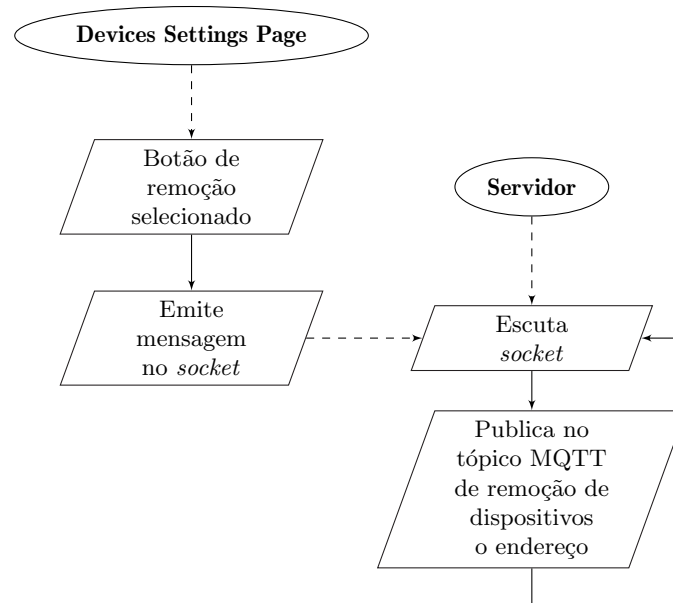 Devices Settings Page
Botão de
remoção
selecionado
Emite
mensagem
no socket
Servidor
Escuta
socket
Publica no
tópico MQTT
de remoção de
dispositivos
o endereço